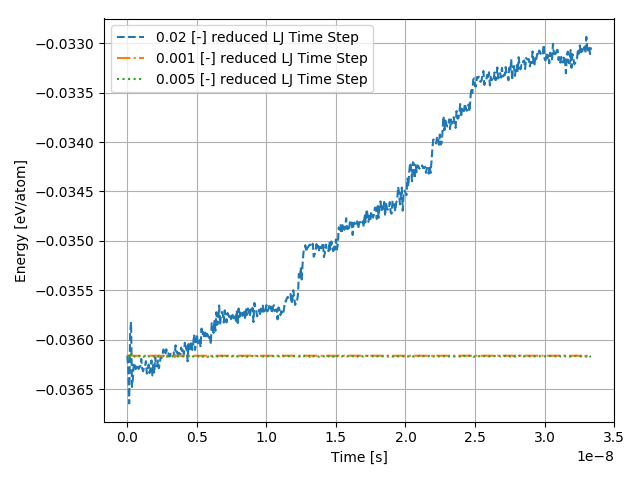 0.02 [-] reduced LJ Time Step
0.001 [-] reduced LJ Time Step
0.005 [-] reduced LJ Time Step
Energy [eV/atom]
−0.0330
−0.0335
−0.0340
−0.0345
−0.0350
−0.0355
−0.0360
−0.0365
0.0 0.5 1.0 1.5 2.0 2.5 3.0 3.5
1e−8
Time [s]